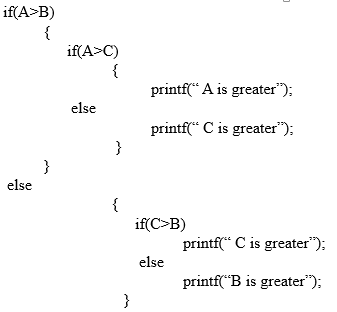 if(A>B)
{
if(A>C)
{
printf(“ A is greater”);
else
printf(“ C is greater”);
}
}
else
{
if(C>B)
printf(“ C is greater”);
else
printf(“B is greater”);
}